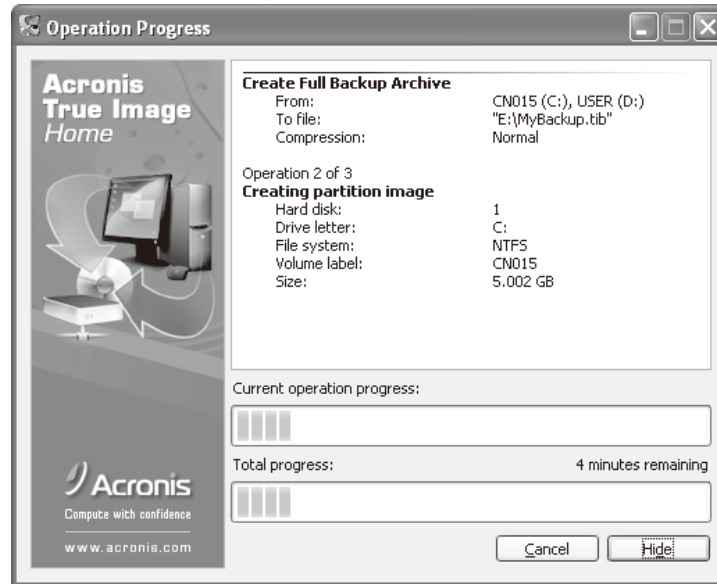 Operation Progress
Acronis
True Image
Home
Create Full Backup Archive
From: CN015 (C:), USER (D:)
To file: "E:\MyBackup.tib"
Compression: Normal
Operation 2 of 3
Creating partition image
Hard disk: 1
Drive letter: C:
File system: NTFS
Volume label: CN015
Size: 5.002 GB
Current operation progress:
Total progress: 4 minutes remaining
Acronis
Compute with confidence
www.acronis.com
Cancel
Hide